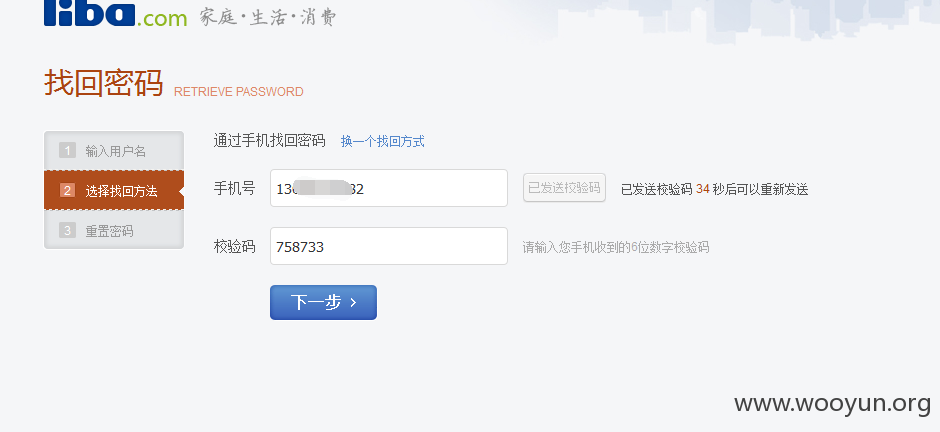 liba.com 家庭·生活·消费
找回密码 RETRIEVE PASSWORD
通过手机找回密码 换一个找回方式
1 输入用户名
2 选择找回方法
3 重置密码
手机号 13 32 已发送校验码 已发送校验码 34 秒后可以重新发送
校验码 758733 请输入您手机收到的6位数字校验码
下一步 ›
www.wooyun.org